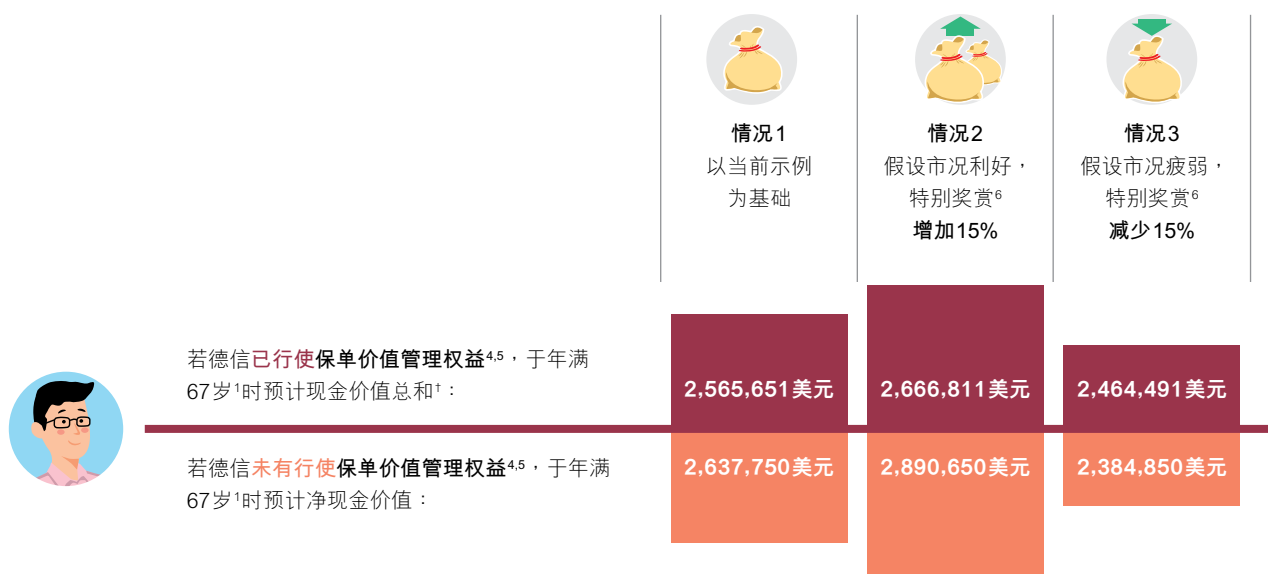 情况1
以当前示例
为基础
情况2
假设市况利好，
特别奖赏6
增加15%
情况3
假设市况疲弱，
特别奖赏6
减少15%
若德信已行使保单价值管理权益4,5，于年满
67岁1时预计现金价值总和†：
2,565,651美元
2,666,811美元
2,464,491美元
若德信未有行使保单价值管理权益4,5，于年满
67岁1时预计净现金价值：
2,637,750美元
2,890,650美元
2,384,850美元